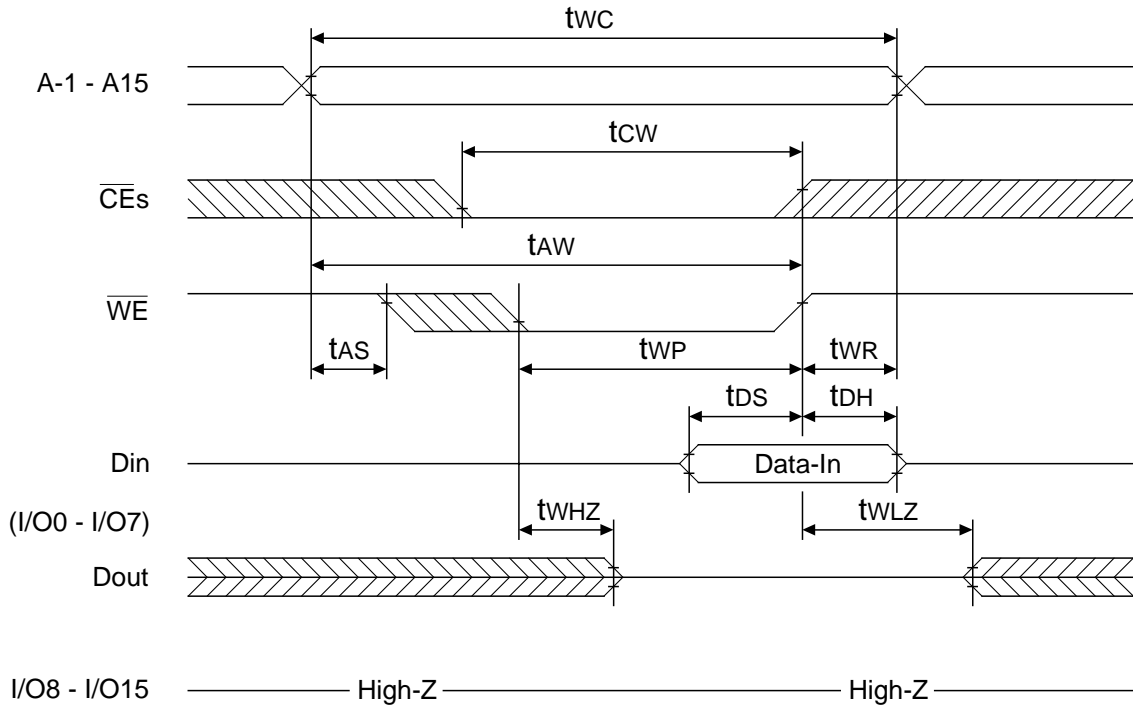 tWC
A-1 - A15
tCW
CEs
tAW
WE
tAS
tWP
tWR
tDS
tDH
Din
Data-In
(I/O0 - I/O7)
tWHZ
tWLZ
Dout
I/O8 - I/O15
High-Z
High-Z